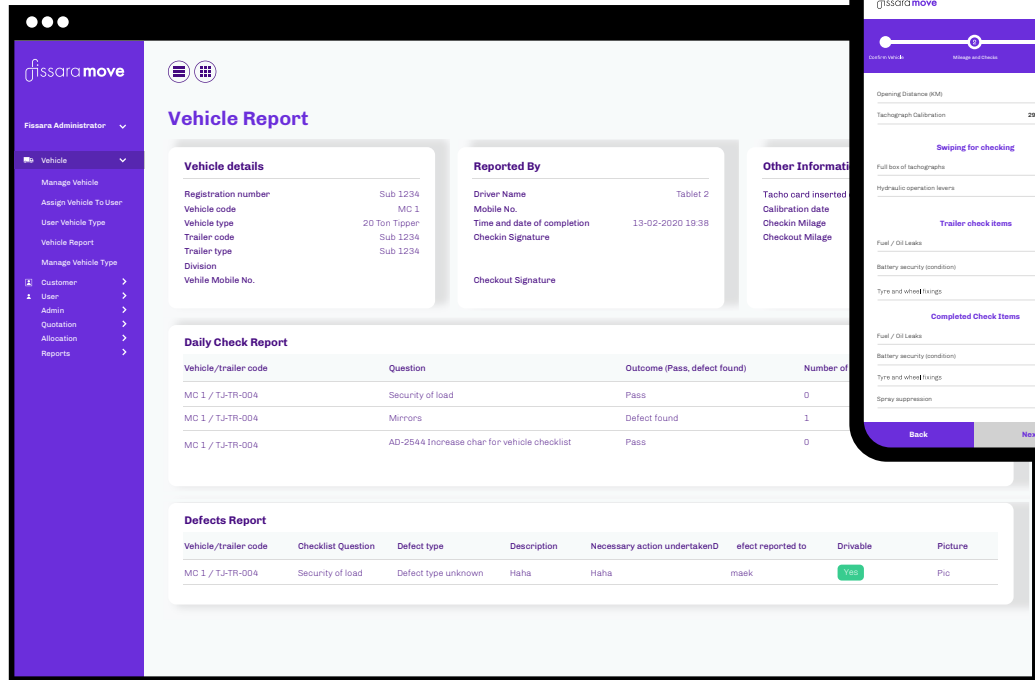 fissara move
Fissara Administrator
Vehicle
Manage Vehicle
Assign Vehicle To User
User Vehicle Type
Vehicle Report
Manage Vehicle Type
Customer
User
Admin
Quotation
Allocation
Reports
Vehicle Report
Vehicle details
Registration number Sub 1234
Vehicle code MC 1
Vehicle type 20 Ton Tipper
Trailer code Sub 1234
Trailer type Sub 1234
Division
Vehile Mobile No.
Reported By
Driver Name Tablet 2
Mobile No.
Time and date of completion 13-02-2020 19:38
Checkin Signature
Checkout Signature
Other Informati
Tacho card inserted
Calibration date
Checkin Milage
Checkout Milage
Daily Check Report
Vehicle/trailer code Question Outcome (Pass, defect found) Number of
MC 1 / TJ-TR-004 Security of load Pass 0
MC 1 / TJ-TR-004 Mirrors Defect found 1
MC 1 / TJ-TR-004 AD-2544 Increase char for vehicle checklist Pass 0
Defects Report
Vehicle/trailer code Checklist Question Defect type Description Necessary action undertakenD efect reported to Drivable Picture
MC 1 / TJ-TR-004 Security of load Defect type unknown Haha Haha maek Yes Pic
fissara move
2
Confirm Vehicle Mileage and Checks
Opening Distance (KM)
Tachograph Calibration 29
Swiping for checking
Full box of tachographs
Hydraulic operation levers
Trailer check items
Fuel / Oil Leaks
Battery security (condition)
Tyre and wheel fixings
Completed Check Items
Fuel / Oil Leaks
Battery security (condition)
Tyre and wheel fixings
Spray suppression
Back Nex